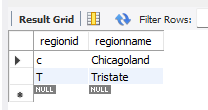 Result Grid Filter Rows:
regionid regionname
c Chicagoland
T Tristate
NULL NULL